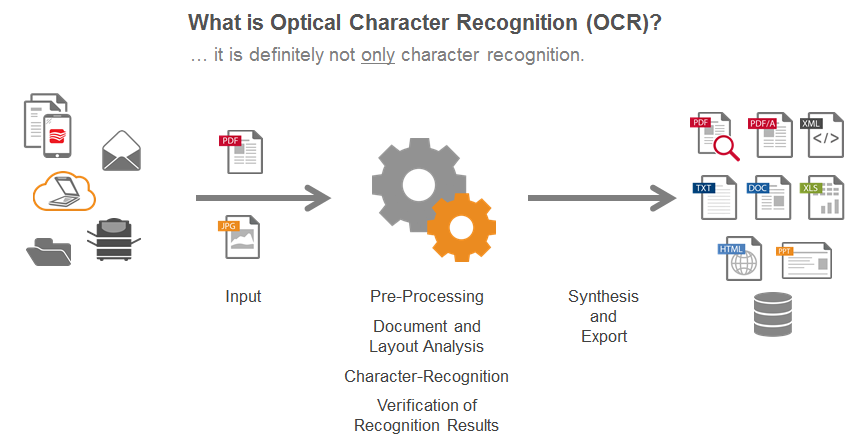 What is Optical Character Recognition (OCR)?
… it is definitely not only character recognition.
PDF
JPG
PDF
PDF/A
XML
</>
TXT
DOC
XLS
HTML
PPT
Input
Pre-Processing
Document and
Layout Analysis
Character-Recognition
Verification of
Recognition Results
Synthesis
and
Export